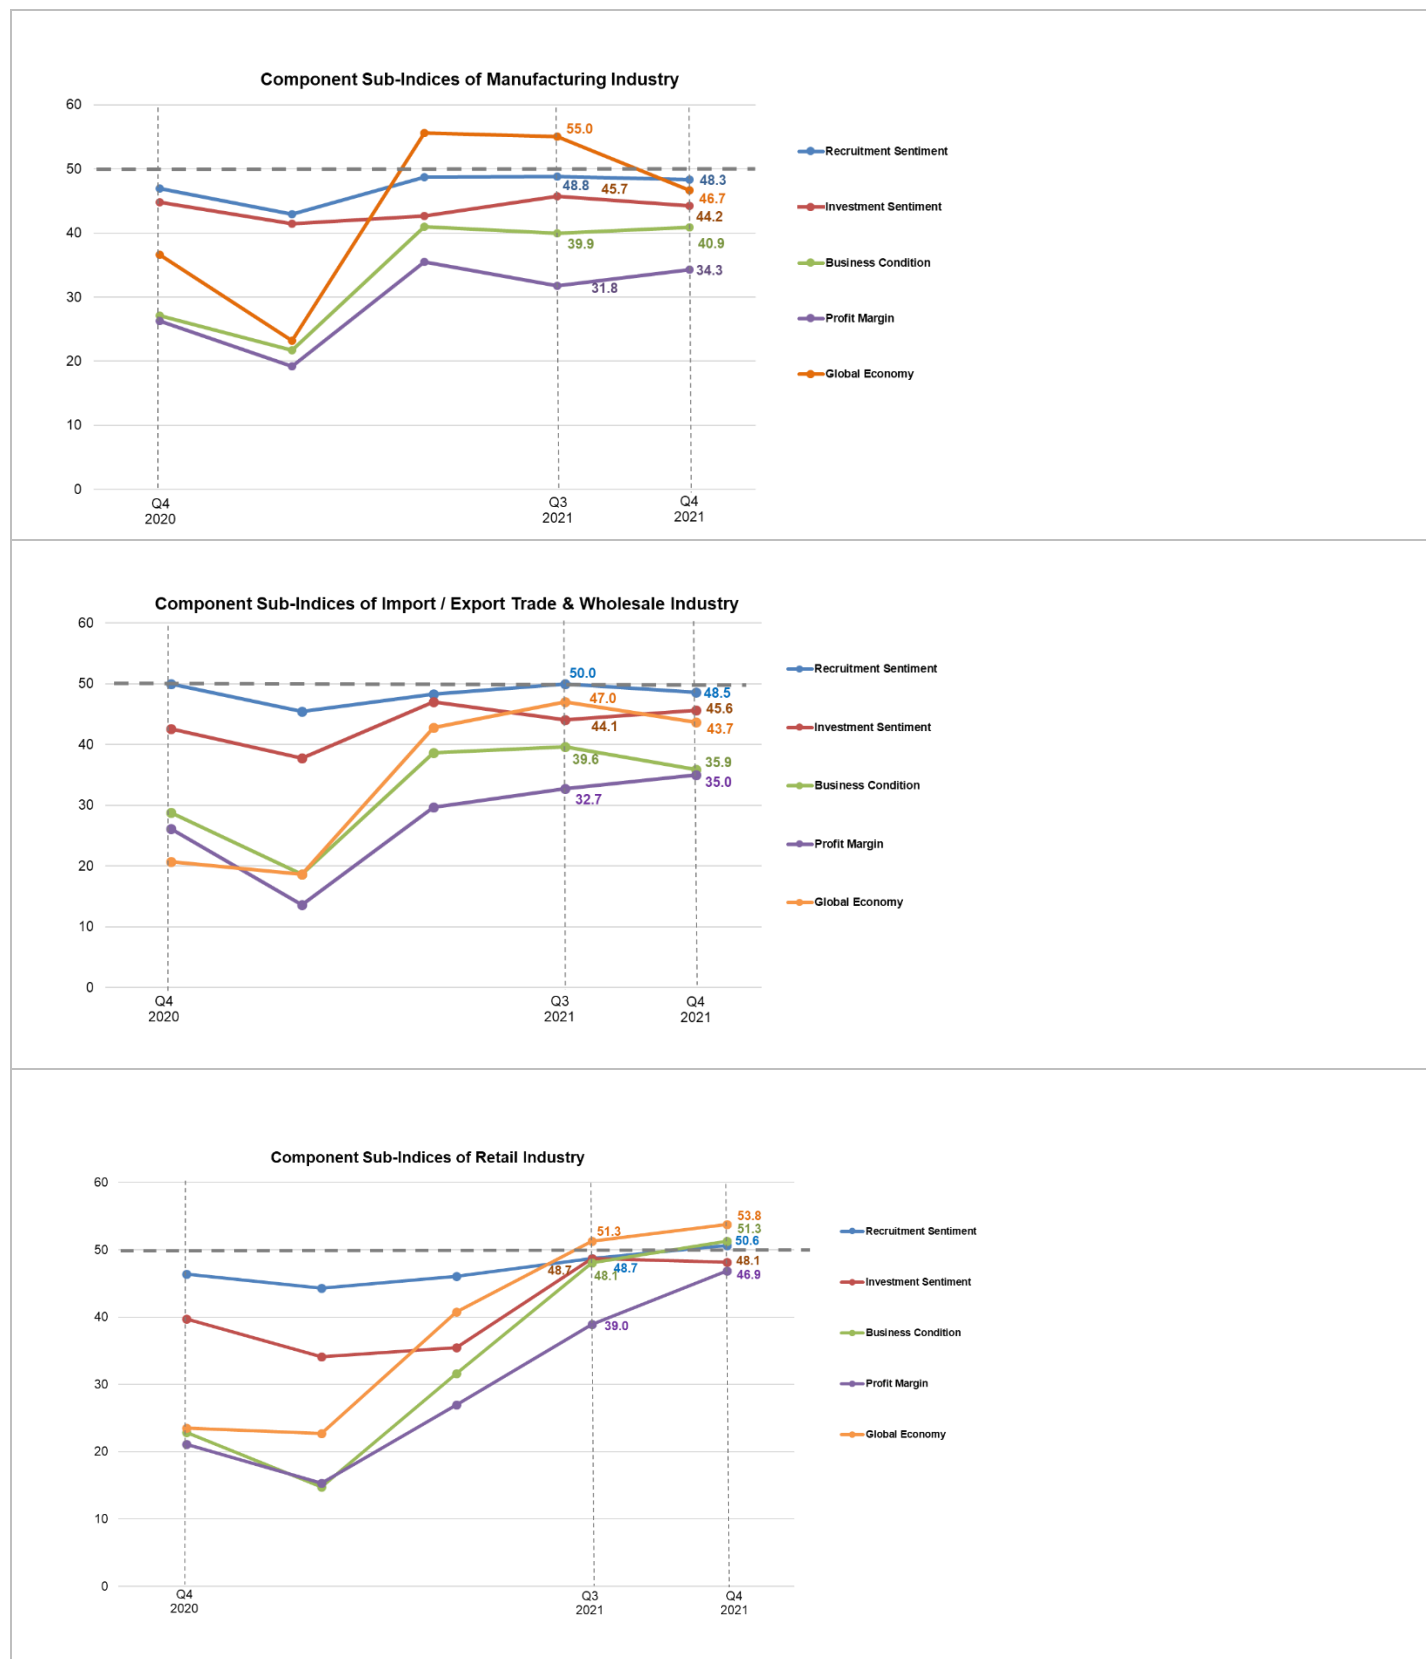 Component Sub-Indices of Manufacturing Industry
60
50
40
30
20
10
0
55.0
48.8
45.7
39.9
31.8
48.3
46.7
44.2
40.9
34.3
Q4
2020
Q3
2021
Q4
2021
Recruitment Sentiment
Investment Sentiment
Business Condition
Profit Margin
Global Economy
Component Sub-Indices of Import / Export Trade & Wholesale Industry
60
50
40
30
20
10
0
50.0
47.0
44.1
39.6
32.7
48.5
45.6
43.7
35.9
35.0
Q4
2020
Q3
2021
Q4
2021
Recruitment Sentiment
Investment Sentiment
Business Condition
Profit Margin
Global Economy
Component Sub-Indices of Retail Industry
60
50
40
30
20
10
0
51.3
48.7
48.7
48.1
39.0
53.8
51.3
50.6
48.1
46.9
Q4
2020
Q3
2021
Q4
2021
Recruitment Sentiment
Investment Sentiment
Business Condition
Profit Margin
Global Economy